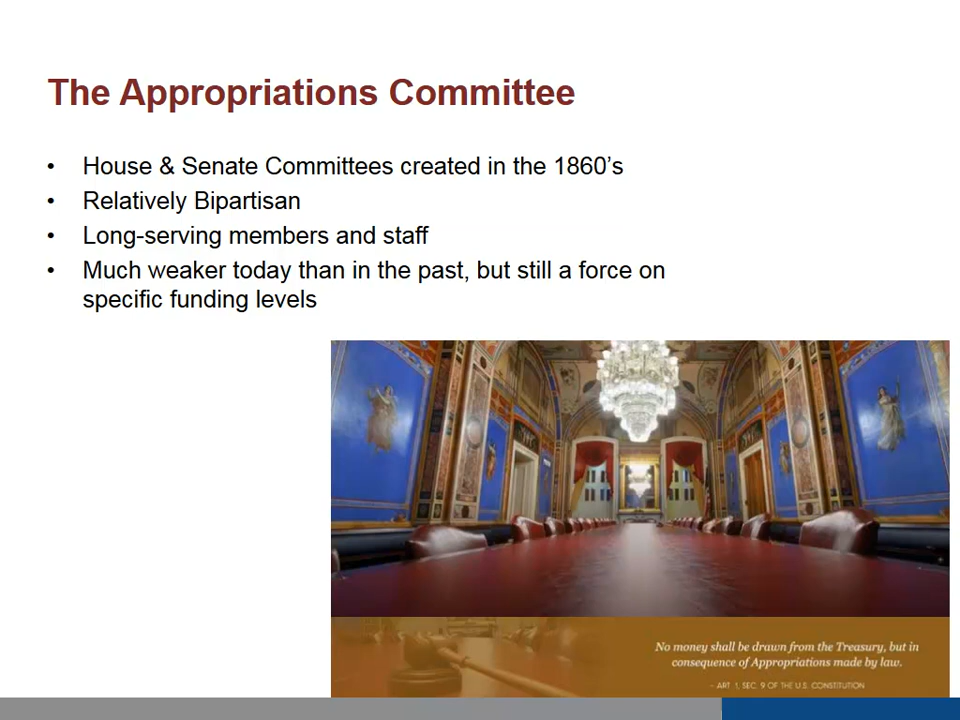 The Appropriations Committee
• House & Senate Committees created in the 1860’s
• Relatively Bipartisan
• Long-serving members and staff
• Much weaker today than in the past, but still a force on
specific funding levels
No money shall be drawn from the Treasury, but in
consequence of Appropriations made by law.
- ART. 1, SEC. 9 OF THE U.S. CONSTITUTION